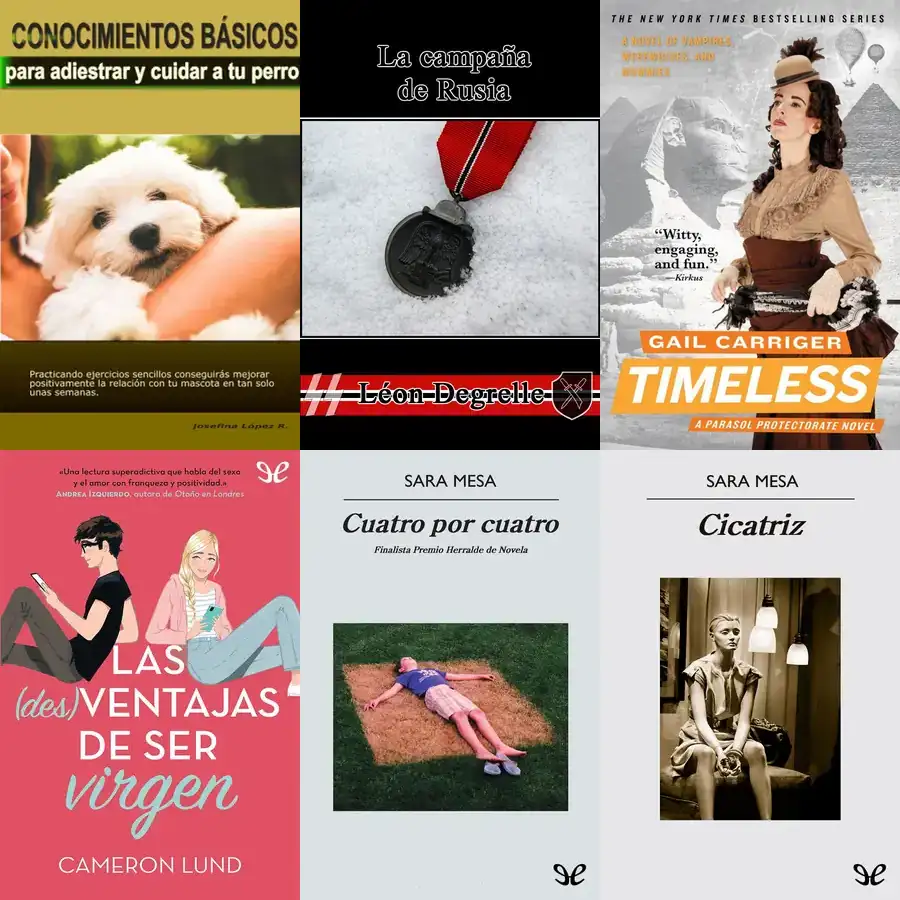 CONOCIMIENTOS BÁSICOS
para adiestrar y cuidar a tu perro
Practicando ejercicios sencillos conseguirás mejorar
positivamente la relación con tu mascota en tan solo
unas semanas.
Josefina López R.
La campaña
de Rusia
Léon Degrelle
THE NEW YORK TIMES BESTSELLING SERIES
A NOVEL OF VAMPIRES,
WEREWOLVES, AND
MUMMIES
“Witty,
engaging,
and fun.”
—Kirkus
GAIL CARRIGER
TIMELESS
A PARASOL PROTECTORATE NOVEL
«Una lectura superadictiva que habla del sexo
y el amor con franqueza y positividad.»
ANDREA IZQUIERDO, autora de Otoño en Londres
LAS
(des)VENTAJAS
DE SER
virgen
CAMERON LUND
SARA MESA
Cuatro por cuatro
Finalista Premio Herralde de Novela
SARA MESA
Cicatriz